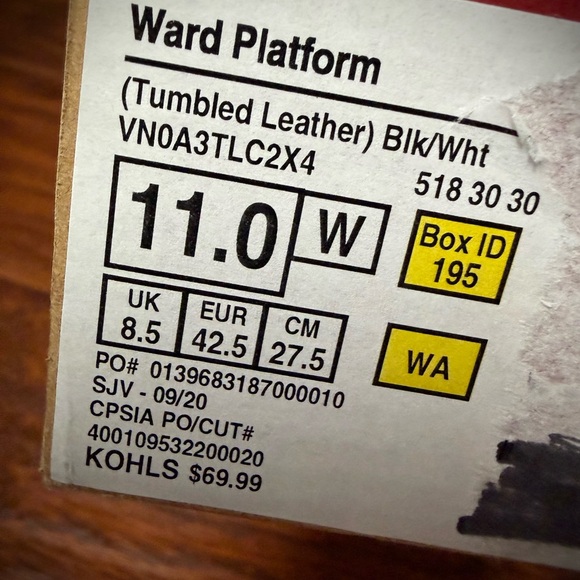 Ward Platform
(Tumbled Leather) Blk/Wht
VN0A3TLC2X4
518 30 30
11.0 W
Box ID
195
UK EUR CM
8.5 42.5 27.5
WA
PO# 0139683187000010
SJV - 09/20
CPSIA PO/CUT#
400109532200020
KOHLS $69.99